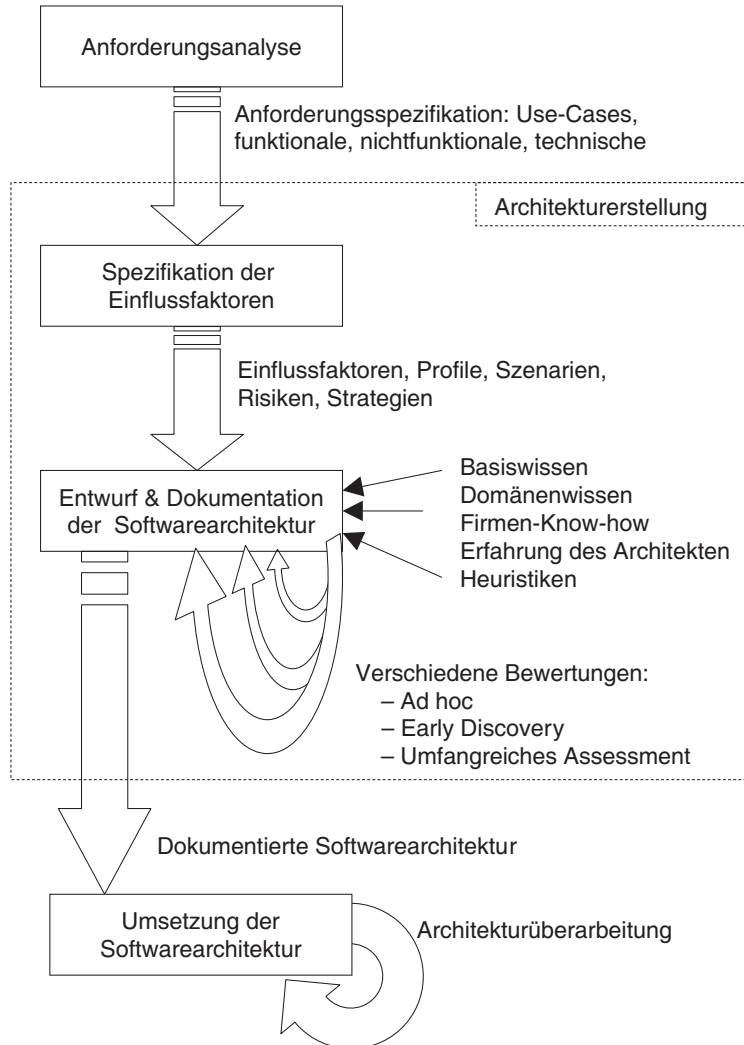 Anforderungsanalyse
Anforderungsspezifikation: Use-Cases,
funktionale, nichtfunktionale, technische
Architekturerstellung
Spezifikation der
Einflussfaktoren
Einflussfaktoren, Profile, Szenarien,
Risiken, Strategien
Entwurf & Dokumentation
der Softwarearchitektur
Basiswissen
Domänenwissen
Firmen-Know-how
Erfahrung des Architekten
Heuristiken
Verschiedene Bewertungen:
– Ad hoc
– Early Discovery
– Umfangreiches Assessment
Dokumentierte Softwarearchitektur
Umsetzung der
Softwarearchitektur
Architekturüberarbeitung